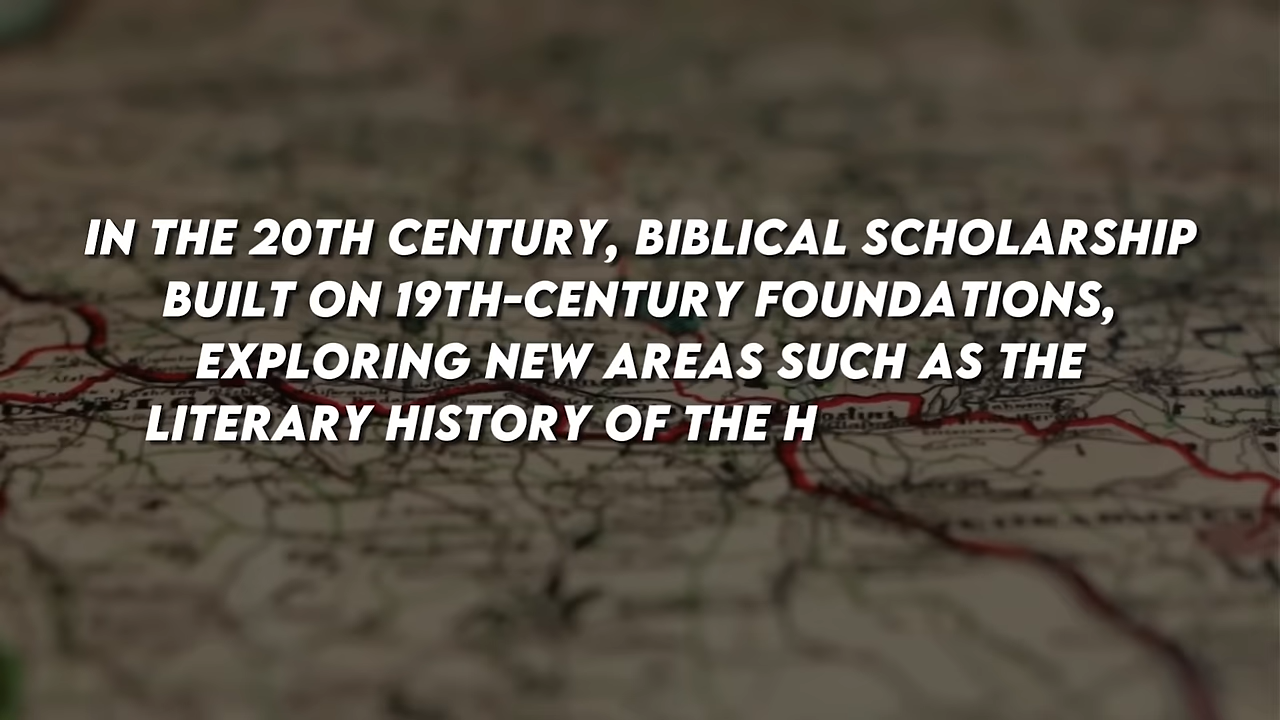 IN THE 20TH CENTURY, BIBLICAL SCHOLARSHIP
BUILT ON 19TH-CENTURY FOUNDATIONS,
EXPLORING NEW AREAS SUCH AS THE
LITERARY HISTORY OF THE H